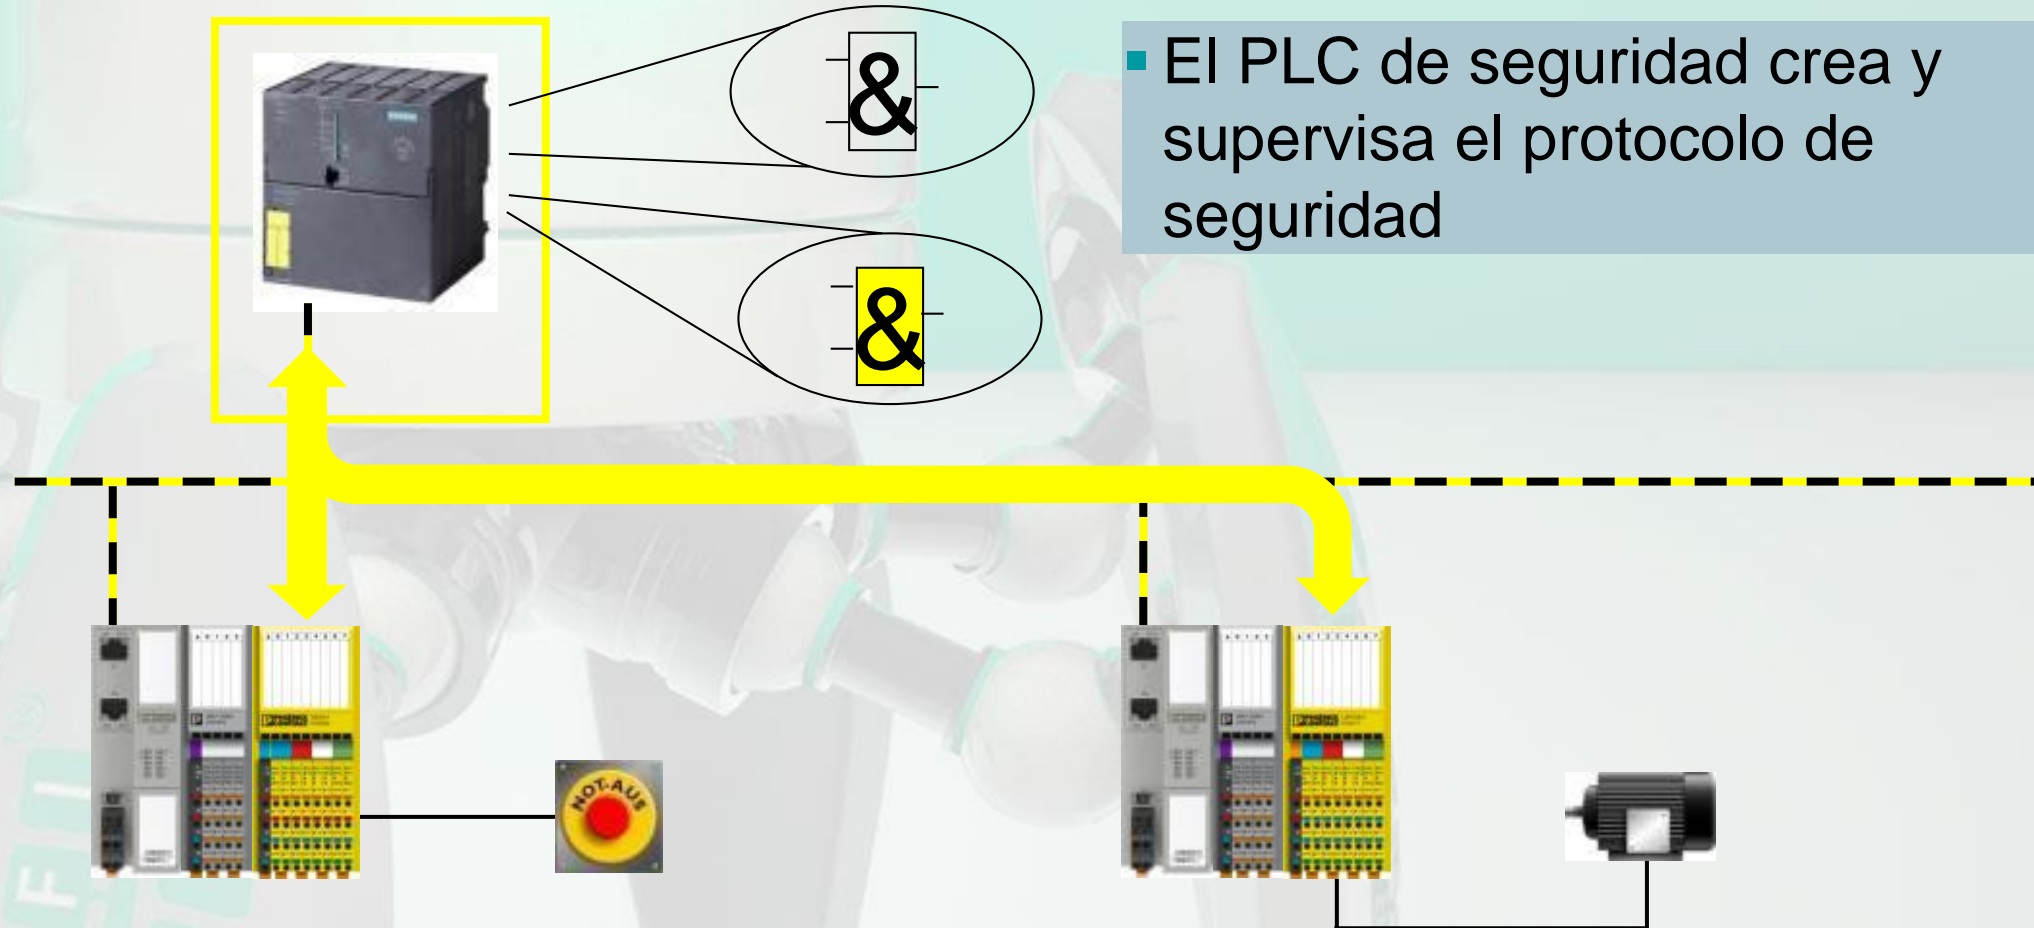 &
El PLC de seguridad crea y
supervisa el protocolo de
seguridad
&
NOT-AUS